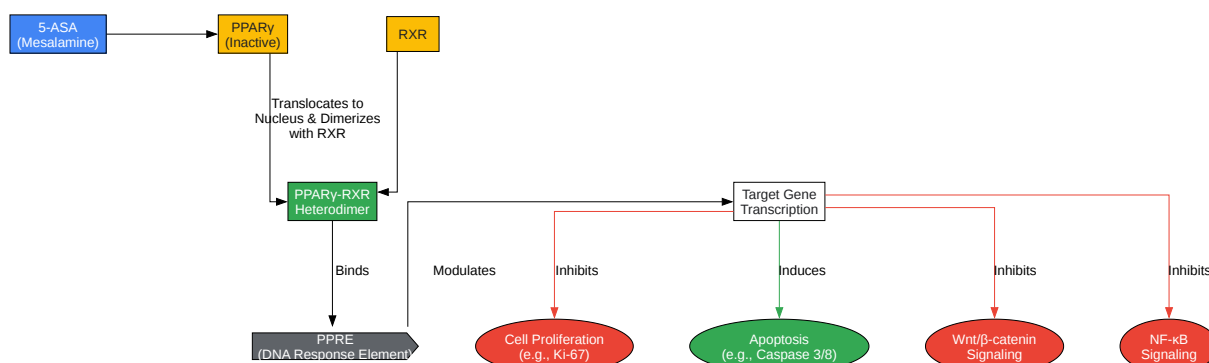 5-ASA
(Mesalamine)
PPARγ
(Inactive)
RXR
Translocates to
Nucleus & Dimerizes
with RXR
PPARγ-RXR
Heterodimer
Target Gene
Transcription
Binds
Modulates
Inhibits
Induces
Inhibits
Inhibits
PPRE
(DNA Response Element)
Cell Proliferation
(e.g., Ki-67)
Apoptosis
(e.g., Caspase 3/8)
Wnt/β-catenin
Signaling
NF-κB
Signaling